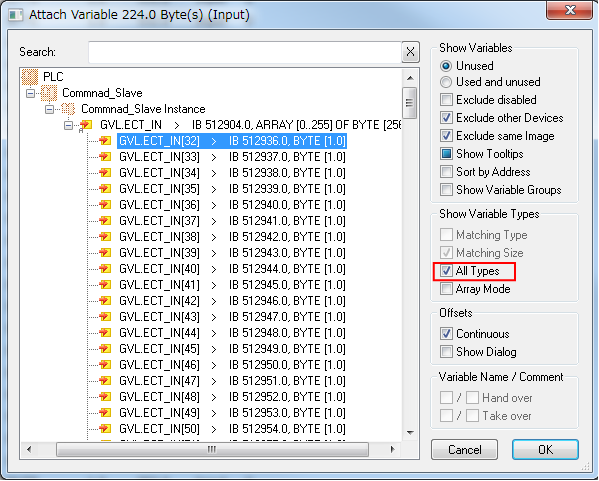 Attach Variable 224.0 Byte(s) (Input)
Search:
X
PLC
Commnad_Slave
Commnad_Slave Instance
GVL.ECT_IN > IB 512904.0, ARRAY [0..255] OF BYTE [256
GVL.ECT_IN[32] > IB 512936.0, BYTE [1.0]
GVL.ECT_IN[33] > IB 512937.0, BYTE [1.0]
GVL.ECT_IN[34] > IB 512938.0, BYTE [1.0]
GVL.ECT_IN[35] > IB 512939.0, BYTE [1.0]
GVL.ECT_IN[36] > IB 512940.0, BYTE [1.0]
GVL.ECT_IN[37] > IB 512941.0, BYTE [1.0]
GVL.ECT_IN[38] > IB 512942.0, BYTE [1.0]
GVL.ECT_IN[39] > IB 512943.0, BYTE [1.0]
GVL.ECT_IN[40] > IB 512944.0, BYTE [1.0]
GVL.ECT_IN[41] > IB 512945.0, BYTE [1.0]
GVL.ECT_IN[42] > IB 512946.0, BYTE [1.0]
GVL.ECT_IN[43] > IB 512947.0, BYTE [1.0]
GVL.ECT_IN[44] > IB 512948.0, BYTE [1.0]
GVL.ECT_IN[45] > IB 512949.0, BYTE [1.0]
GVL.ECT_IN[46] > IB 512950.0, BYTE [1.0]
GVL.ECT_IN[47] > IB 512951.0, BYTE [1.0]
GVL.ECT_IN[48] > IB 512952.0, BYTE [1.0]
GVL.ECT_IN[49] > IB 512953.0, BYTE [1.0]
GVL.ECT_IN[50] > IB 512954.0, BYTE [1.0]
Show Variables
Unused
Used and unused
Exclude disabled
Exclude other Devices
Exclude same Image
Show Tooltips
Sort by Address
Show Variable Groups
Show Variable Types
Matching Type
Matching Size
All Types
Array Mode
Offsets
Continuous
Show Dialog
Variable Name / Comment
/ Hand over
/ Take over
Cancel
OK